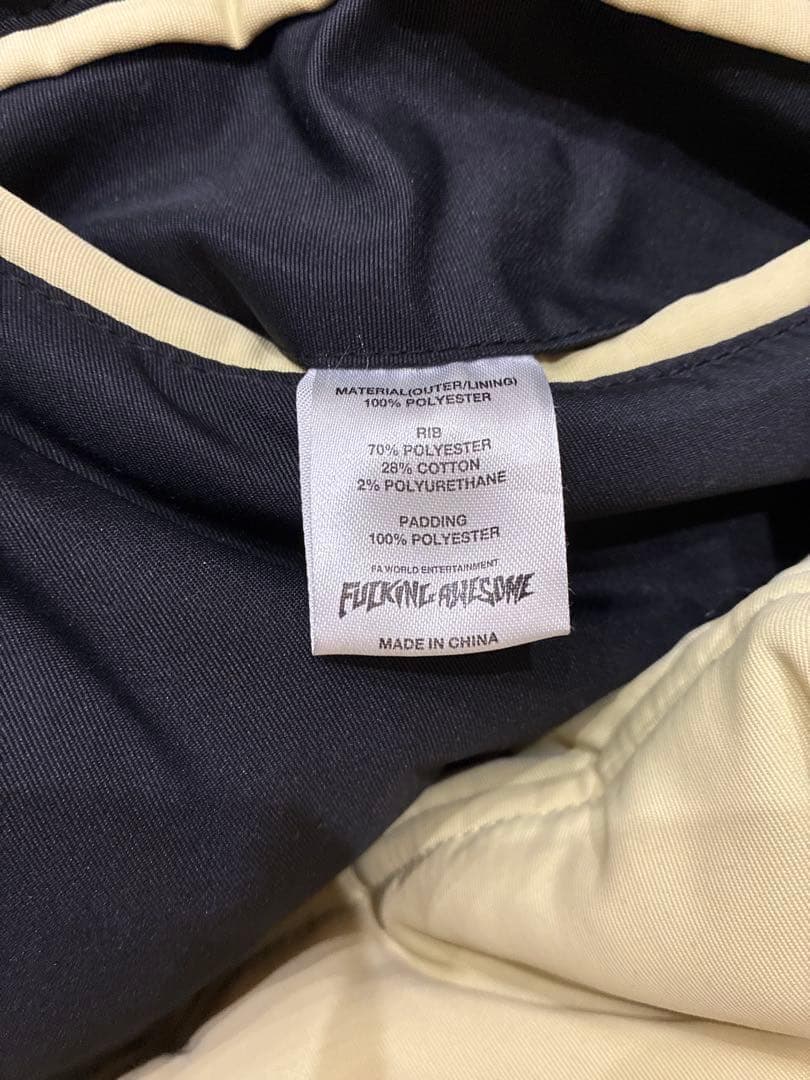 MATERIAL(OUTER/LINING)
100% POLYESTER
RIB
70% POLYESTER
28% COTTON
2% POLYURETHANE
PADDING
100% POLYESTER
FA WORLD ENTERTAINMENT
FUCKING AWESOME
MADE IN CHINA